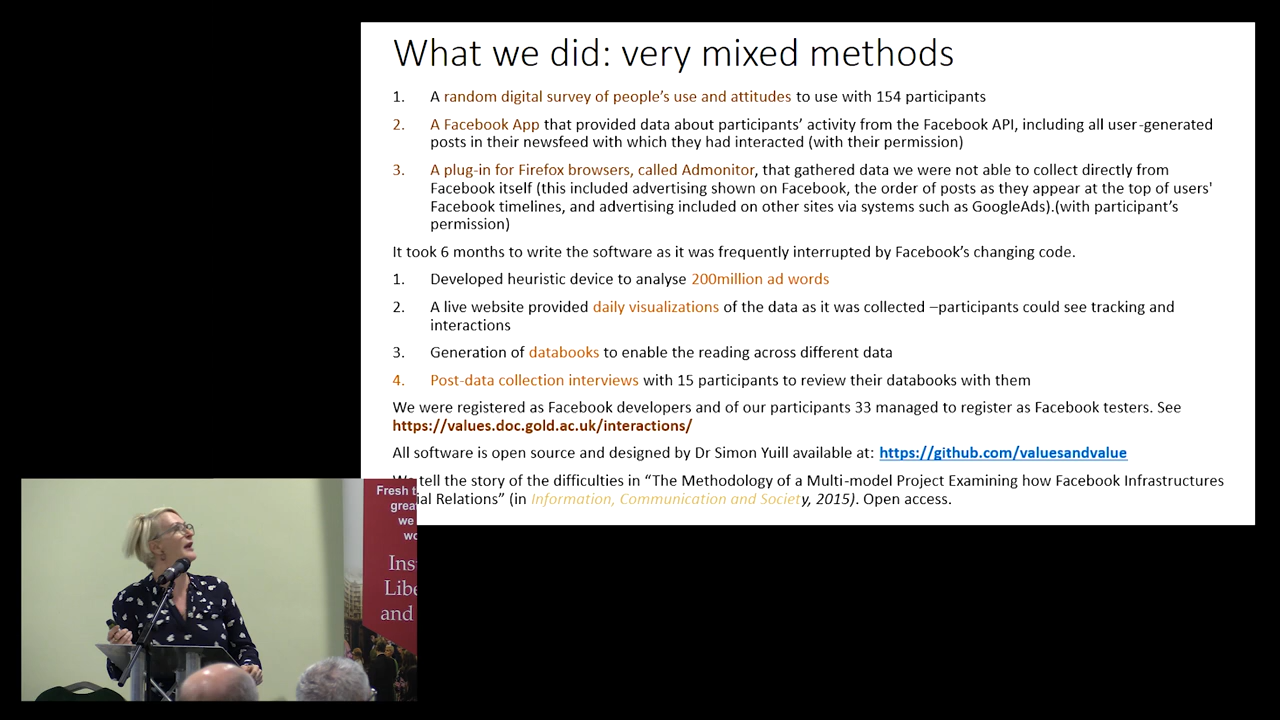 What we did: very mixed methods
1. A random digital survey of people's use and attitudes to use with 154 participants
2. A Facebook App that provided data about participants' activity from the Facebook API, including all user-generated
posts in their newsfeed with which they had interacted (with their permission)
3. A plug-in for Firefox browsers, called Admonitor, that gathered data we were not able to collect directly from
Facebook itself (this included advertising shown on Facebook, the order of posts as they appear at the top of users'
Facebook timelines, and advertising included on other sites via systems such as GoogleAds).(with participant's
permission)
It took 6 months to write the software as it was frequently interrupted by Facebook's changing code.
1. Developed heuristic device to analyse 200million ad words
2. A live website provided daily visualizations of the data as it was collected –participants could see tracking and
interactions
3. Generation of databooks to enable the reading across different data
4. Post-data collection interviews with 15 participants to review their databooks with them
We were registered as Facebook developers and of our participants 33 managed to register as Facebook testers. See
https://values.doc.gold.ac.uk/interactions/
All software is open source and designed by Dr Simon Yuill available at: https://github.com/valuesandvalue
tell the story of the difficulties in "The Methodology of a Multi-model Project Examining how Facebook Infrastructures
Relations" (in Information, Communication and Society, 2015). Open access.
Fresh
we
and